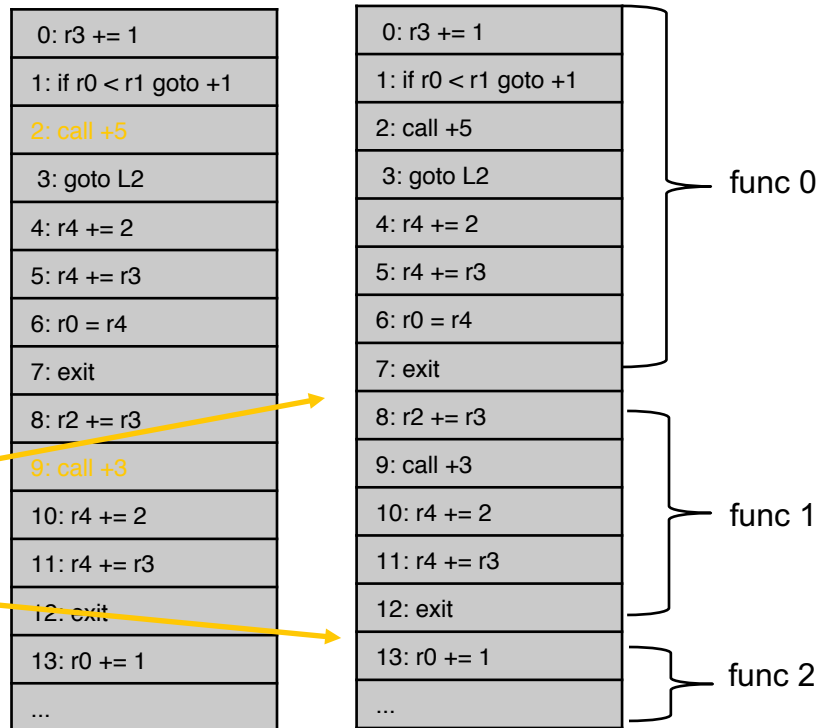 0: r3 += 1
1: if r0 < r1 goto +1
2: call +5
3: goto L2
4: r4 += 2
5: r4 += r3
6: r0 = r4
7: exit
8: r2 += r3
9: call +3
10: r4 += 2
11: r4 += r3
12: exit
13: r0 += 1
...
0: r3 += 1
1: if r0 < r1 goto +1
2: call +5
3: goto L2
4: r4 += 2
5: r4 += r3
6: r0 = r4
7: exit
8: r2 += r3
9: call +3
10: r4 += 2
11: r4 += r3
12: exit
13: r0 += 1
...
func 0
func 1
func 2